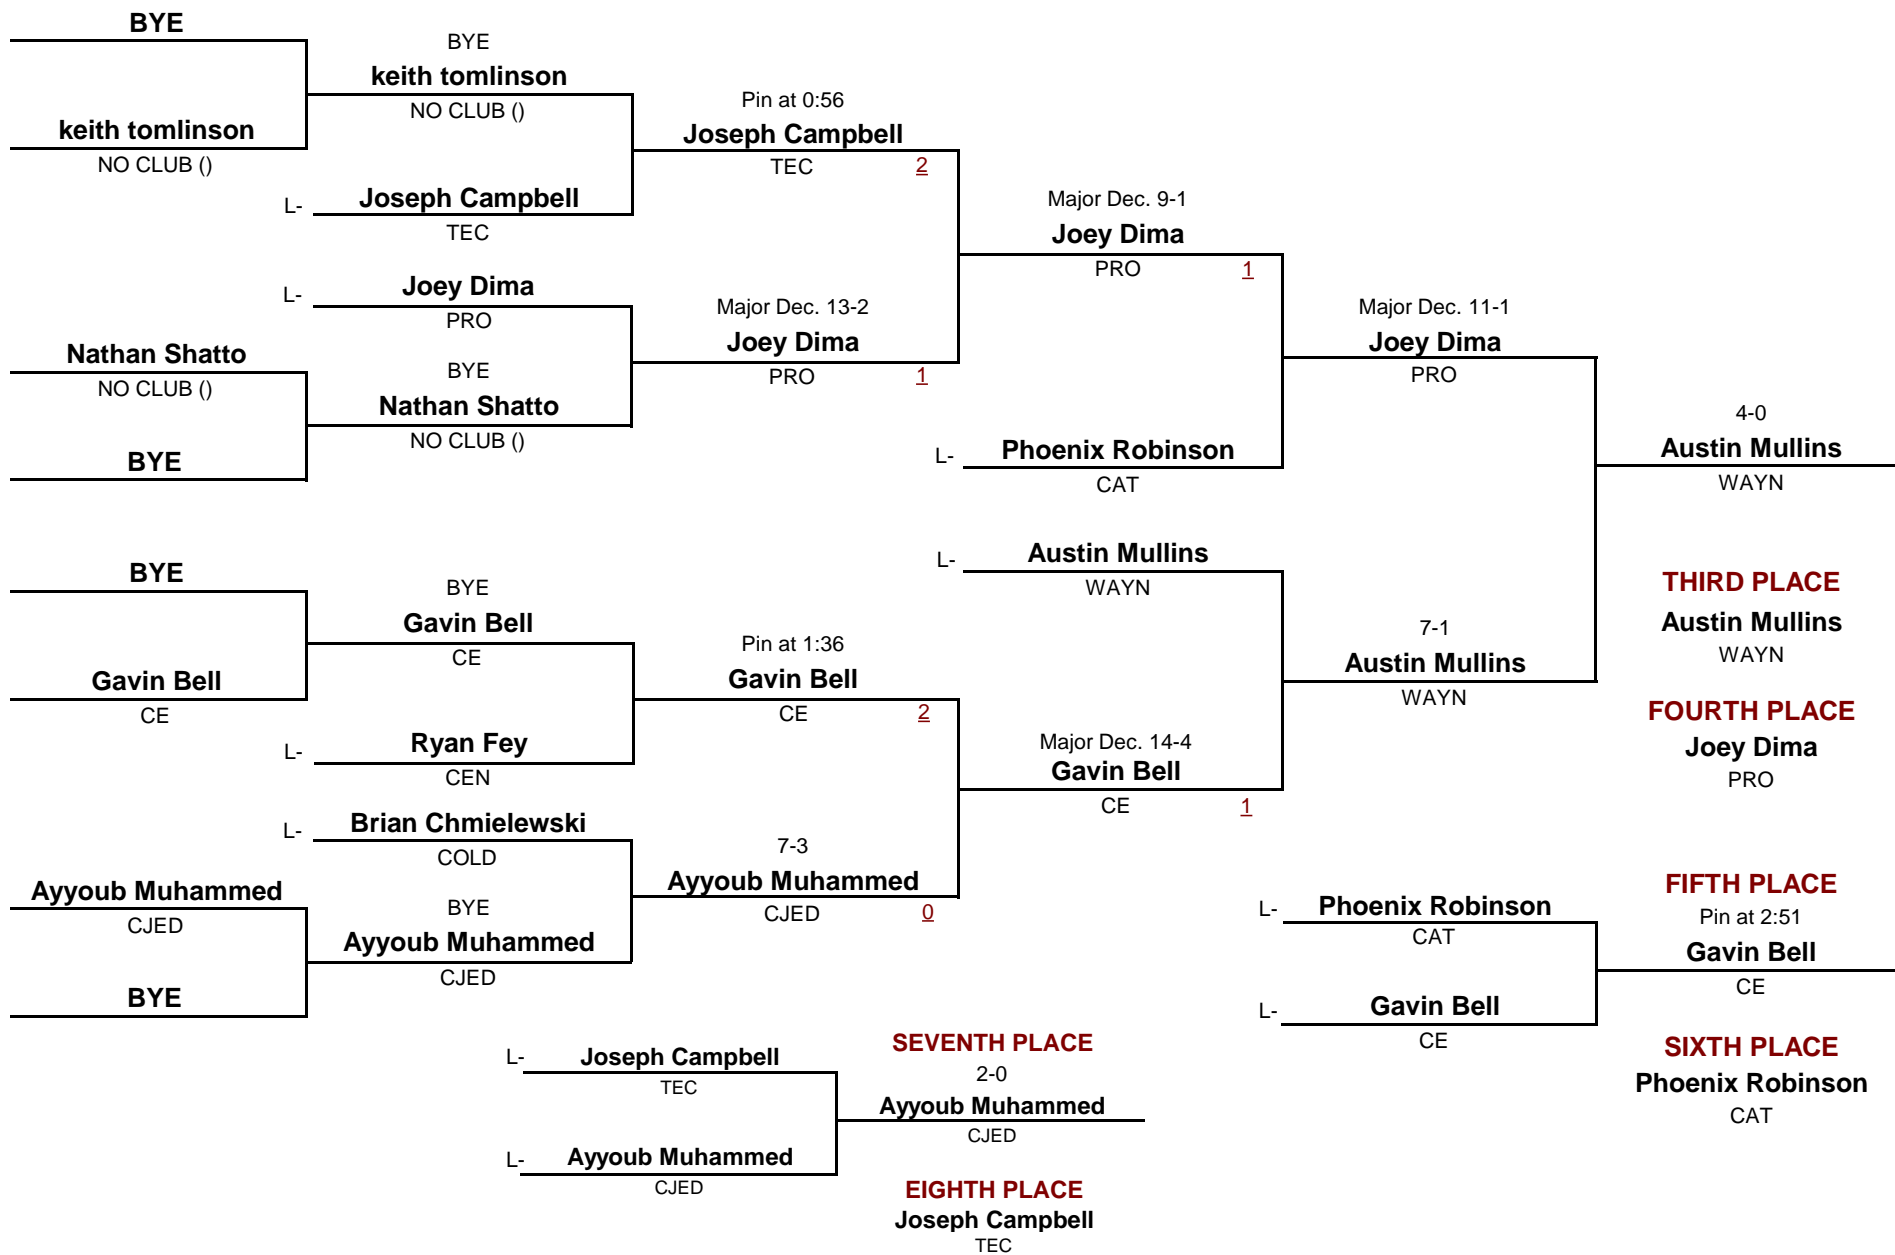 BYE
keith tomlinson
NO CLUB ()
BYE
keith tomlinson
NO CLUB ()
L-
Joseph Campbell
TEC
Pin at 0:56
Joseph Campbell
TEC
2
L-
Joey Dima
PRO
Nathan Shatto
NO CLUB ()
BYE
BYE
Nathan Shatto
NO CLUB ()
Major Dec. 13-2
Joey Dima
PRO
1
Major Dec. 9-1
Joey Dima
PRO
1
L-
Phoenix Robinson
CAT
Major Dec. 11-1
Joey Dima
PRO
4-0
Austin Mullins
WAYN
BYE
Gavin Bell
CE
BYE
Gavin Bell
CE
L-
Ryan Fey
CEN
Pin at 1:36
Gavin Bell
CE
2
L-
Brian Chmielewski
COLD
Ayyoub Muhammed
CJED
BYE
BYE
Ayyoub Muhammed
CJED
7-3
Ayyoub Muhammed
CJED
0
L-
Austin Mullins
WAYN
Major Dec. 14-4
Gavin Bell
CE
1
7-1
Austin Mullins
WAYN
THIRD PLACE
Austin Mullins
WAYN
FOURTH PLACE
Joey Dima
PRO
L-
Phoenix Robinson
CAT
L-
Gavin Bell
CE
FIFTH PLACE
Pin at 2:51
Gavin Bell
CE
SIXTH PLACE
Phoenix Robinson
CAT
L-
Joseph Campbell
TEC
L-
Ayyoub Muhammed
CJED
SEVENTH PLACE
2-0
Ayyoub Muhammed
CJED
EIGHTH PLACE
Joseph Campbell
TEC